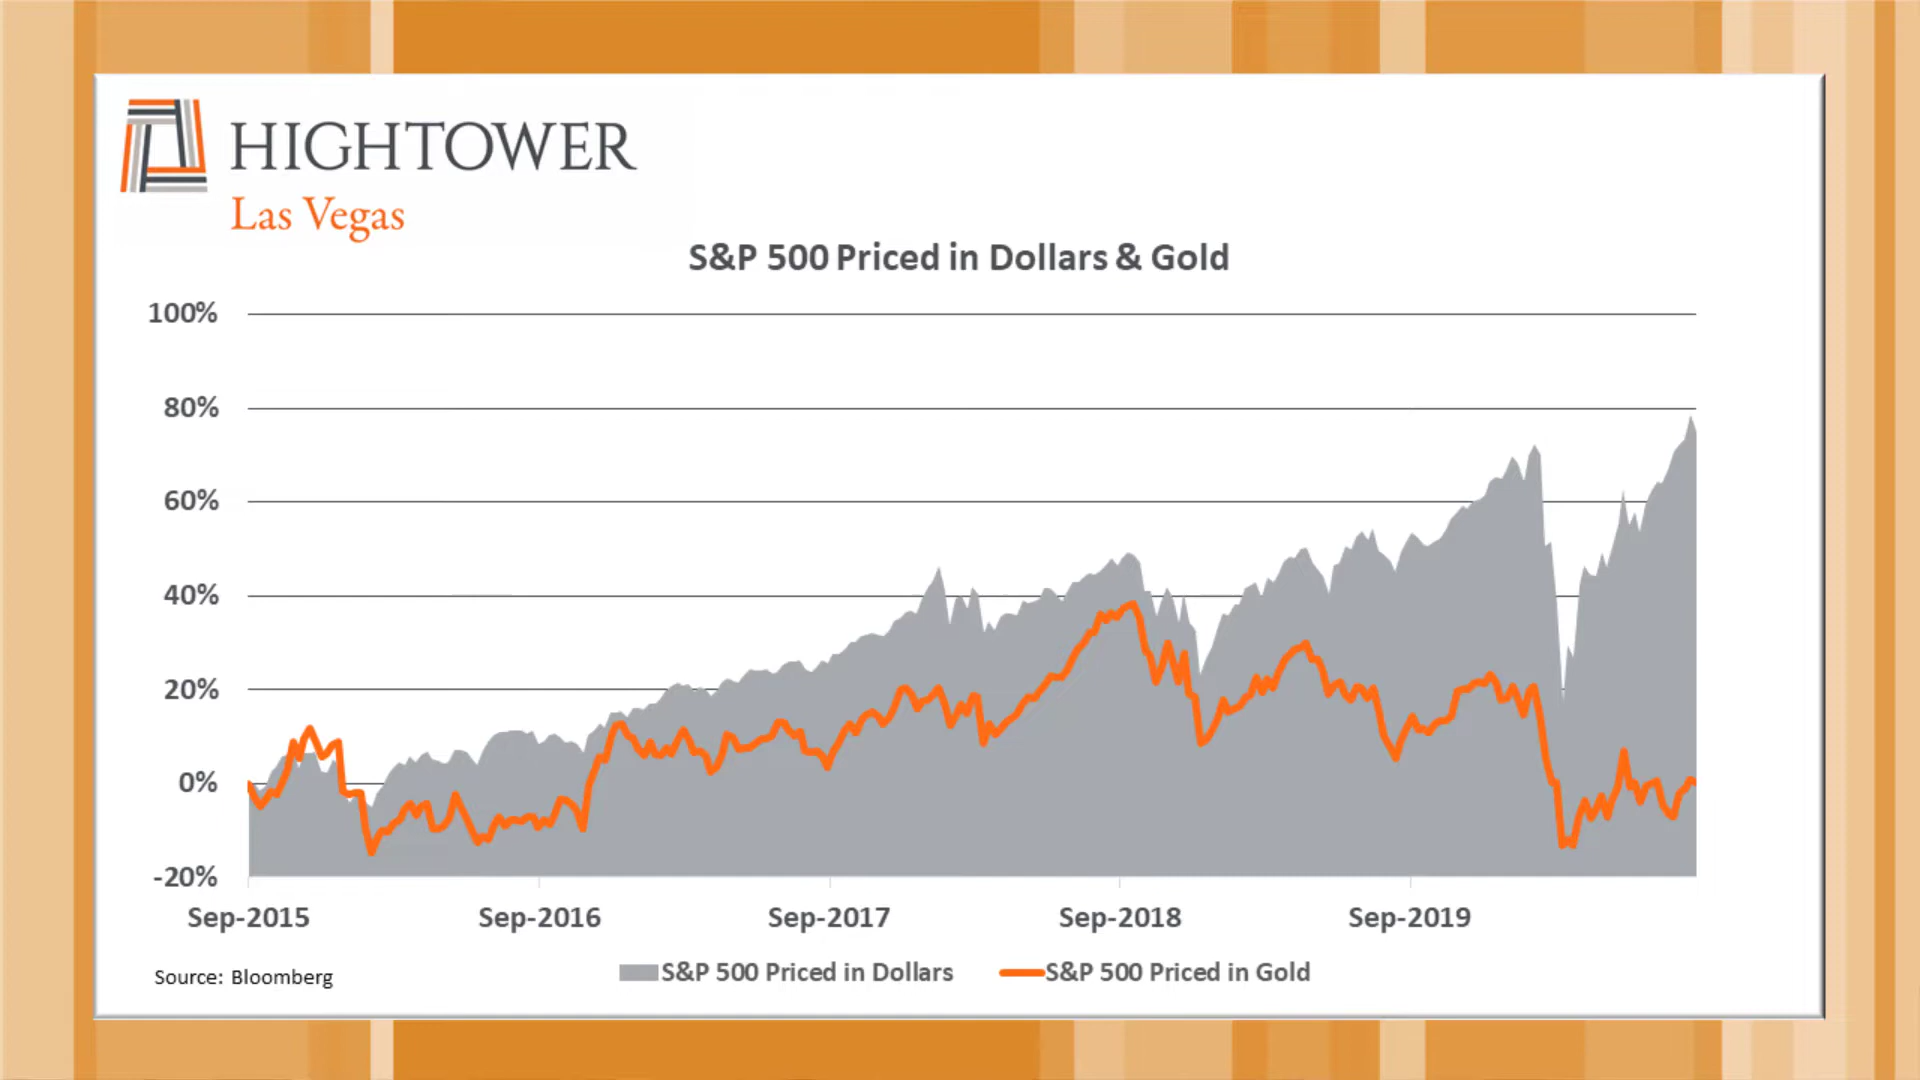 HIGHTOWER
Las Vegas
S&P 500 Priced in Dollars & Gold
100%
80%
60%
40%
20%
0%
-20%
Sep-2015 Sep-2016 Sep-2017 Sep-2018 Sep-2019
S&P 500 Priced in Dollars S&P 500 Priced in Gold
Source: Bloomberg